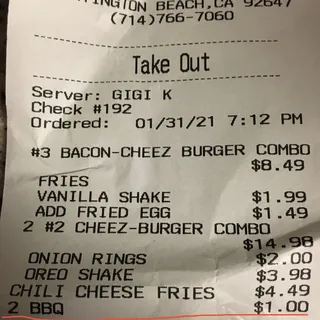 TINGTON BEACH, CA 92647
(714)766-7060
Take Out
Server: GIGI K
Check #192
Ordered: 01/31/21 7:12 PM
#3 BACON-CHEEZ BURGER COMBO
$8.49
FRIES
VANILLA SHAKE $1.99
ADD FRIED EGG $1.49
2 #2 CHEEZ-BURGER COMBO
$14.98
ONION RINGS $2.00
OREO SHAKE $3.98
CHILI CHEESE FRIES $4.49
2 BBQ $1.00